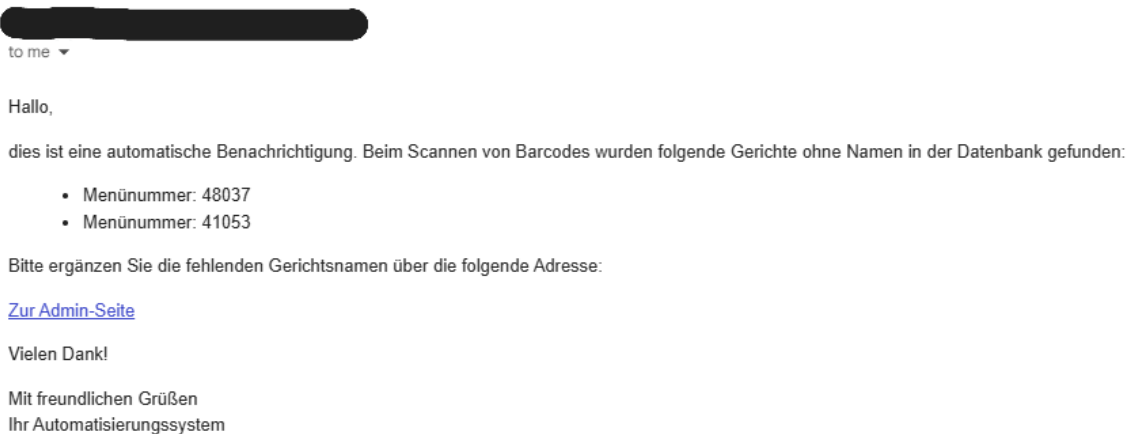 to me
Hallo,
dies ist eine automatische Benachrichtigung. Beim Scannen von Barcodes wurden folgende Gerichte ohne Namen in der Datenbank gefunden:
• Menünummer: 48037
• Menünummer: 41053
Bitte ergänzen Sie die fehlenden Gerichtsnamen über die folgende Adresse:
Zur Admin-Seite
Vielen Dank!
Mit freundlichen Grüßen
Ihr Automatisierungssystem